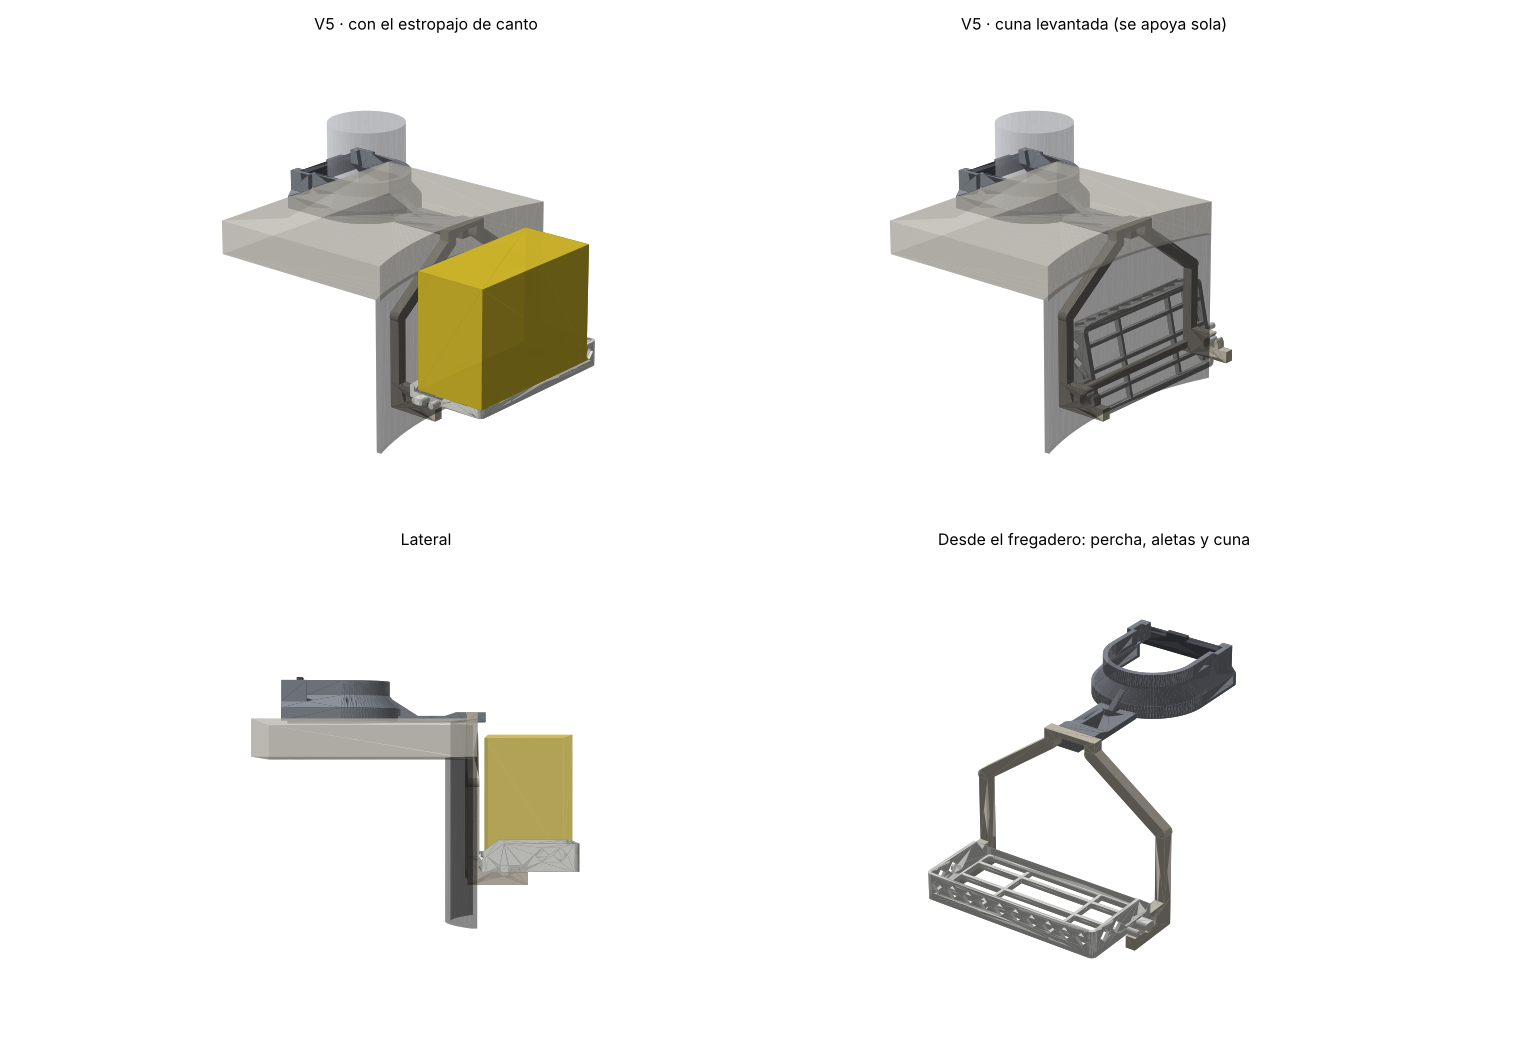 V5 · con el estropajo de canto
V5 · cuna levantada (se apoya sola)
Lateral
Desde el fregadero: percha, aletas y cuna